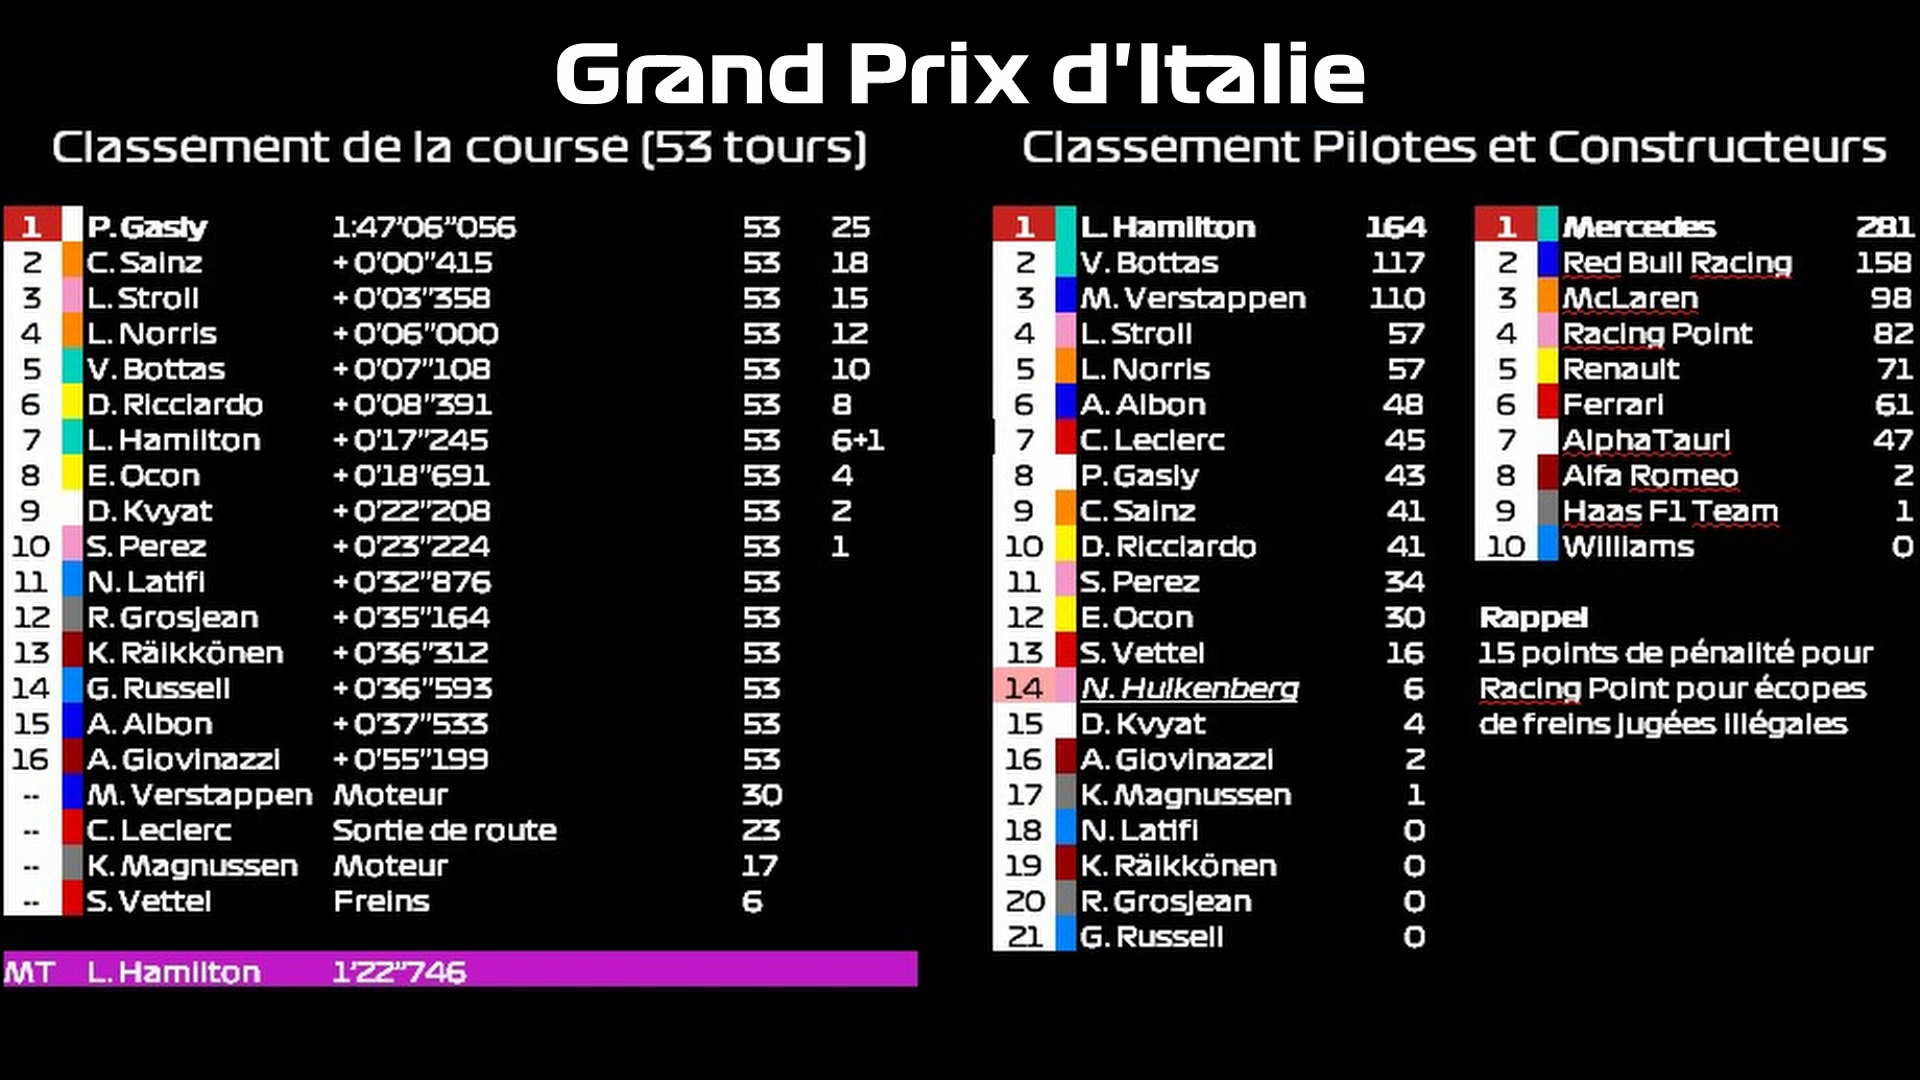 Grand Prix d'Italie
Classement de la course (53 tours)
1 P. Gasly 1:47'06"056 53 25
2 C. Sainz +0'00"415 53 18
3 L. Stroll +0'03"358 53 15
4 L. Norris +0'06"000 53 12
5 V. Bottas +0'07"108 53 10
6 D. Ricciardo +0'08"391 53 8
7 L. Hamilton +0'17"245 53 6+1
8 E. Ocon +0'18"691 53 4
9 D. Kvyat +0'22"208 53 2
10 S. Perez +0'23"224 53 1
11 N. Latifi +0'32"876 53
12 R. Grosjean +0'35"164 53
13 K. Räikkönen +0'36"312 53
14 G. Russell +0'36"593 53
15 A. Albon +0'37"533 53
16 A. Giovinazzi +0'55"199 53
-- M. Verstappen Moteur 30
-- C. Leclerc Sortie de route 23
-- K. Magnussen Moteur 17
-- S. Vettel Freins 6
MT L. Hamilton 1'22"746
Classement Pilotes et Constructeurs
1 L. Hamilton 164
2 V. Bottas 117
3 M. Verstappen 110
4 L. Stroll 57
5 L. Norris 57
6 A. Albon 48
7 C. Leclerc 45
8 P. Gasly 43
9 C. Sainz 41
10 D. Ricciardo 41
11 S. Perez 34
12 E. Ocon 30
13 S. Vettel 16
14 N. Hulkenberg 6
15 D. Kvyat 4
16 A. Giovinazzi 2
17 K. Magnussen 1
18 N. Latifi 0
19 K. Räikkönen 0
20 R. Grosjean 0
21 G. Russell 0
1 Mercedes 281
2 Red Bull Racing 158
3 McLaren 98
4 Racing Point 82
5 Renault 71
6 Ferrari 61
7 AlphaTauri 47
8 Alfa Romeo 2
9 Haas F1 Team 1
10 Williams 0
Rappel
15 points de pénalité pour
Racing Point pour écopes
de freins jugées illégales